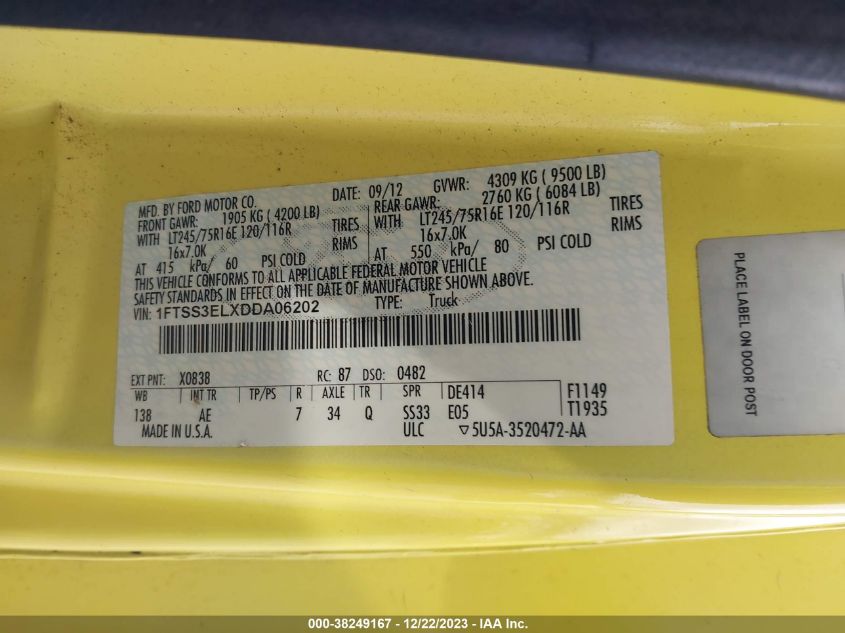 MFD. BY FORD MOTOR CO.
DATE: 09/12 GVWR: 4309 KG ( 9500 LB)
FRONT GAWR: 1905 KG ( 4200 LB) REAR GAWR: 2760 KG ( 6084 LB)
WITH LT245/75R16E 120/116R TIRES WITH LT245/75R16E 120/116R TIRES
16x7.0K RIMS 16x7.0K RIMS
AT 415 kPa/ 60 PSI COLD AT 550 kPa/ 80 PSI COLD
THIS VEHICLE CONFORMS TO ALL APPLICABLE FEDERAL MOTOR VEHICLE
SAFETY STANDARDS IN EFFECT ON THE DATE OF MANUFACTURE SHOWN ABOVE.
VIN: 1FTSS3ELXDDA06202 TYPE: Truck
EXT PNT: X0838 RC: 87 DSO: 0482
WB INT TR TP/PS R AXLE TR SPR DE414 F1149
138 AE 7 34 Q SS33 E05 T1935
MADE IN U.S.A. ULC ▽5U5A-3520472-AA
PLACE LABEL ON DOOR POST
000-38249167 - 12/22/2023 - IAA Inc.